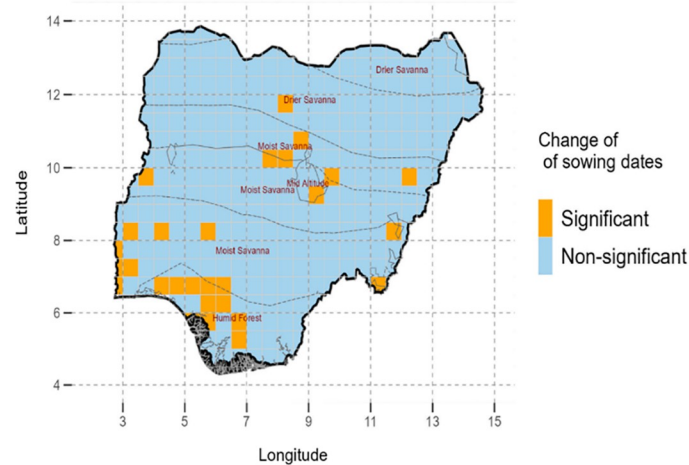 14
12
10
8
6
4
Latitude
Drier Savanna
Drier Savanna
Moist Savanna
Mid Altitude
Moist Savanna
Moist Savanna
Humid Forest
3 5 7 9 11 13 15
Longitude
Change of
of sowing dates
Significant
Non-significant